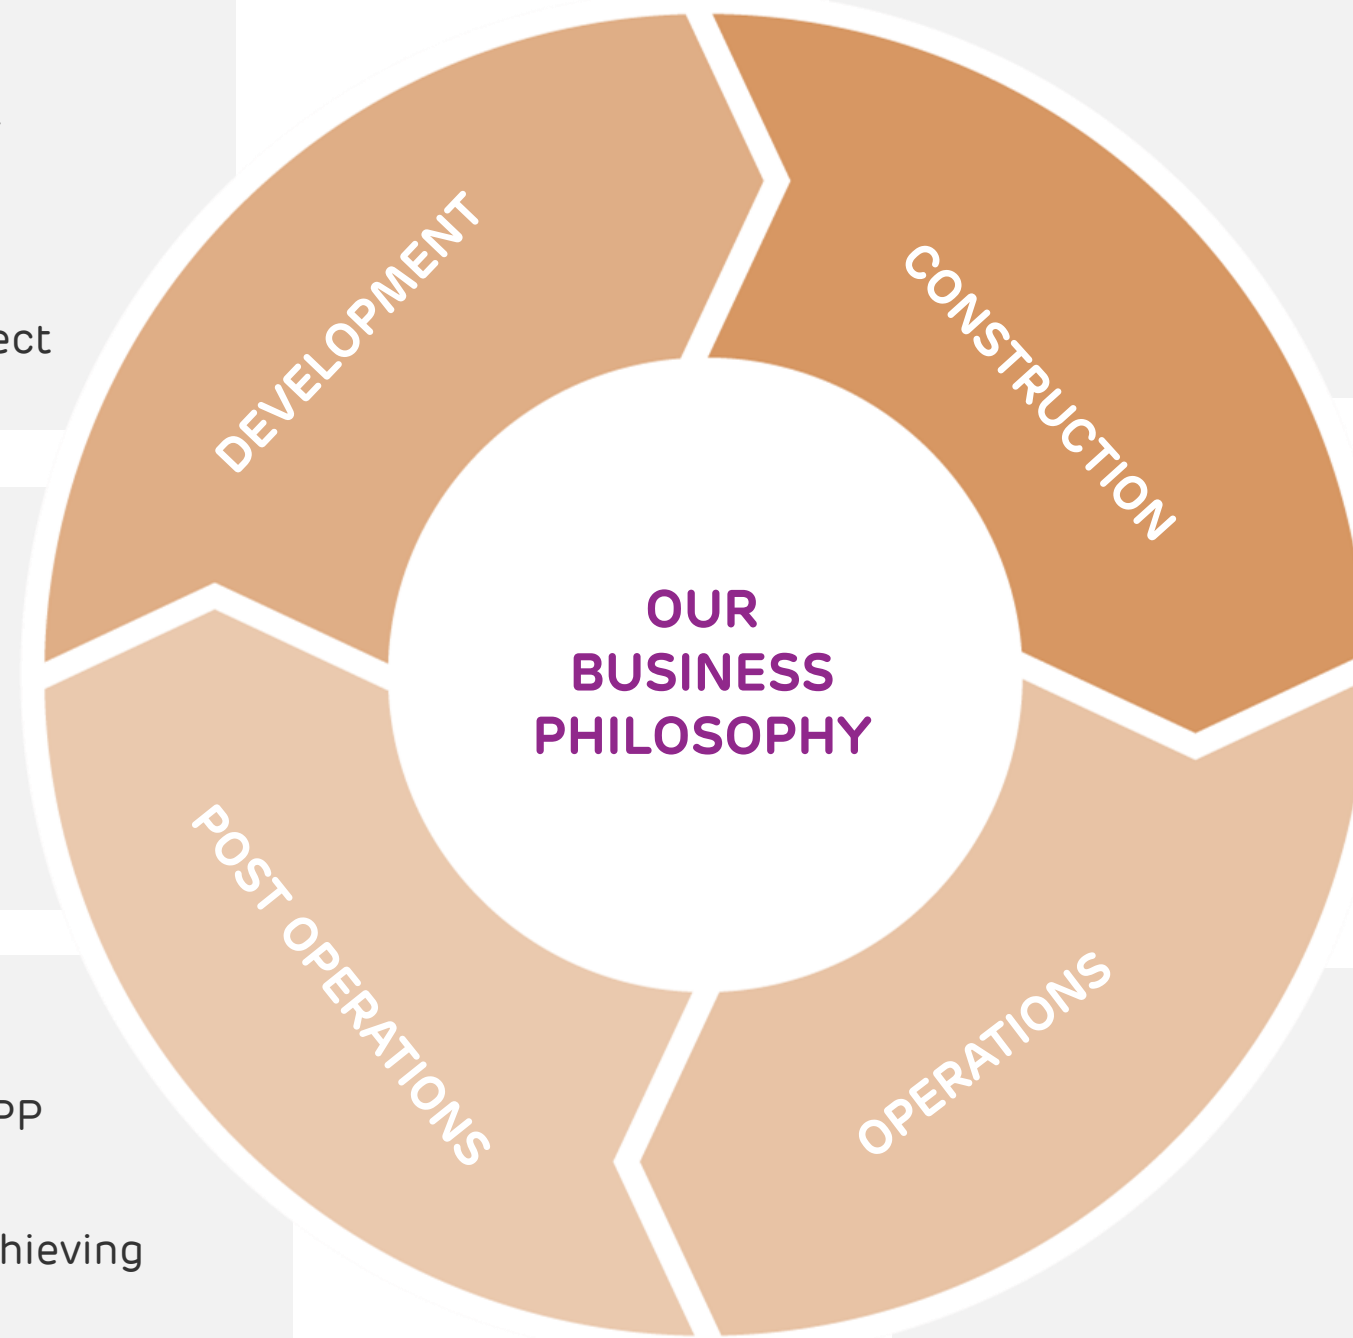 DEVELOPMENT
CONSTRUCTION
ect
OUR
BUSINESS
PHILOSOPHY
POST OPERATIONS
OPERATIONS
PP
hieving